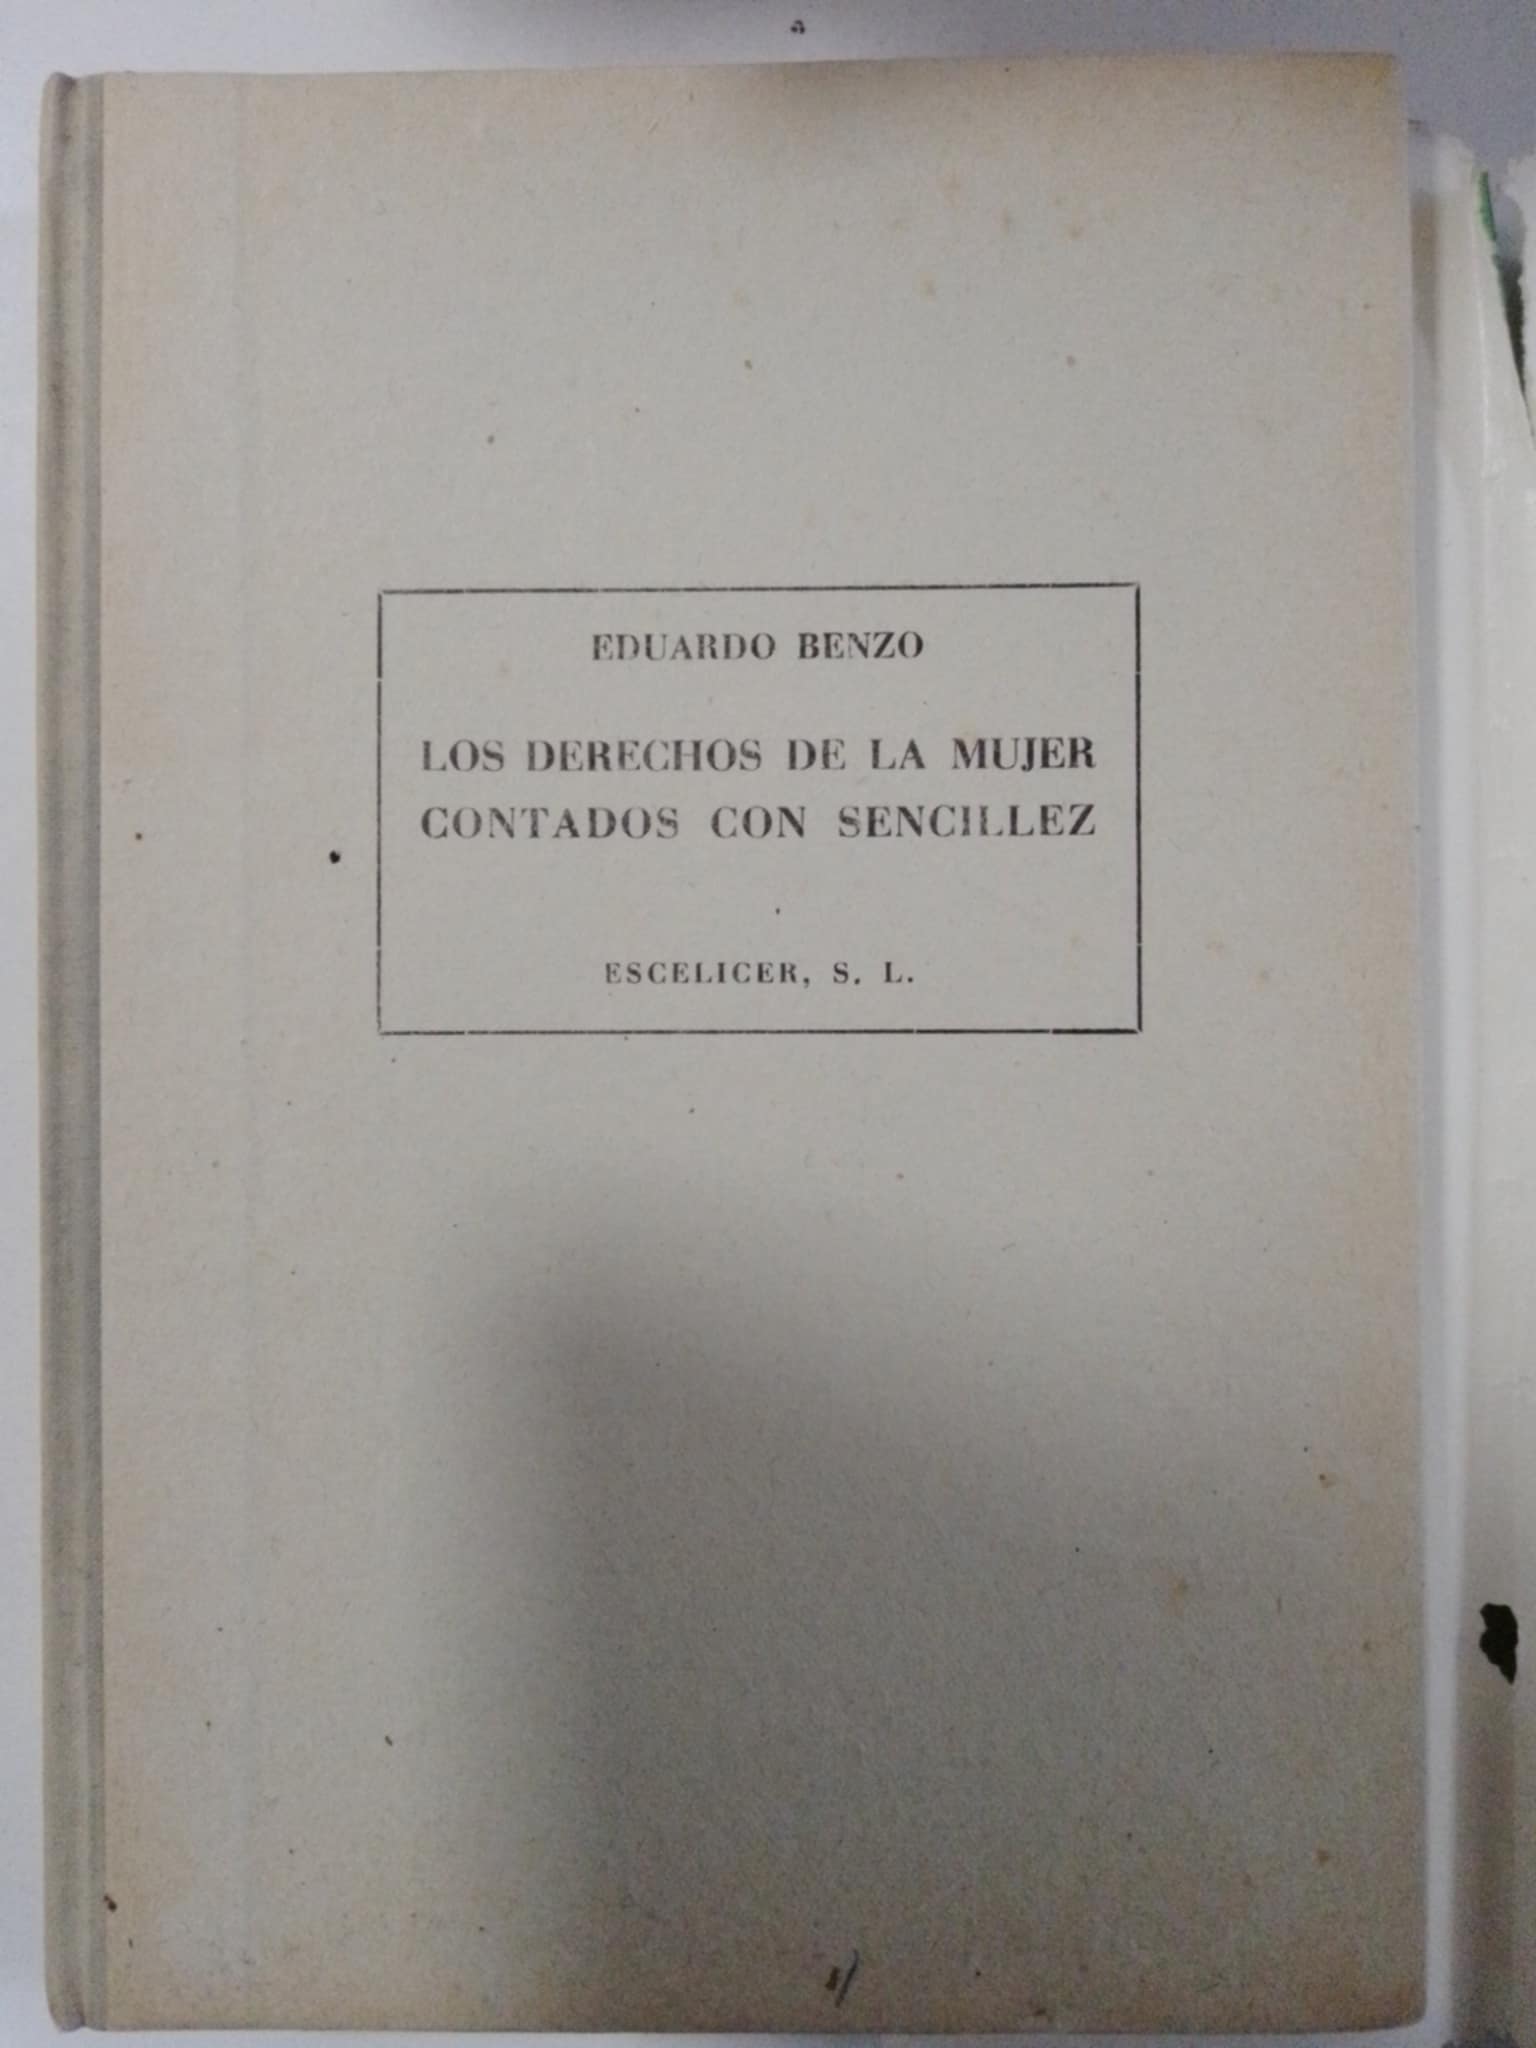 EDUARDO BENZO
LOS DERECHOS DE LA MUJER
CONTADOS CON SENCILLEZ
ESCELICER, S. L.